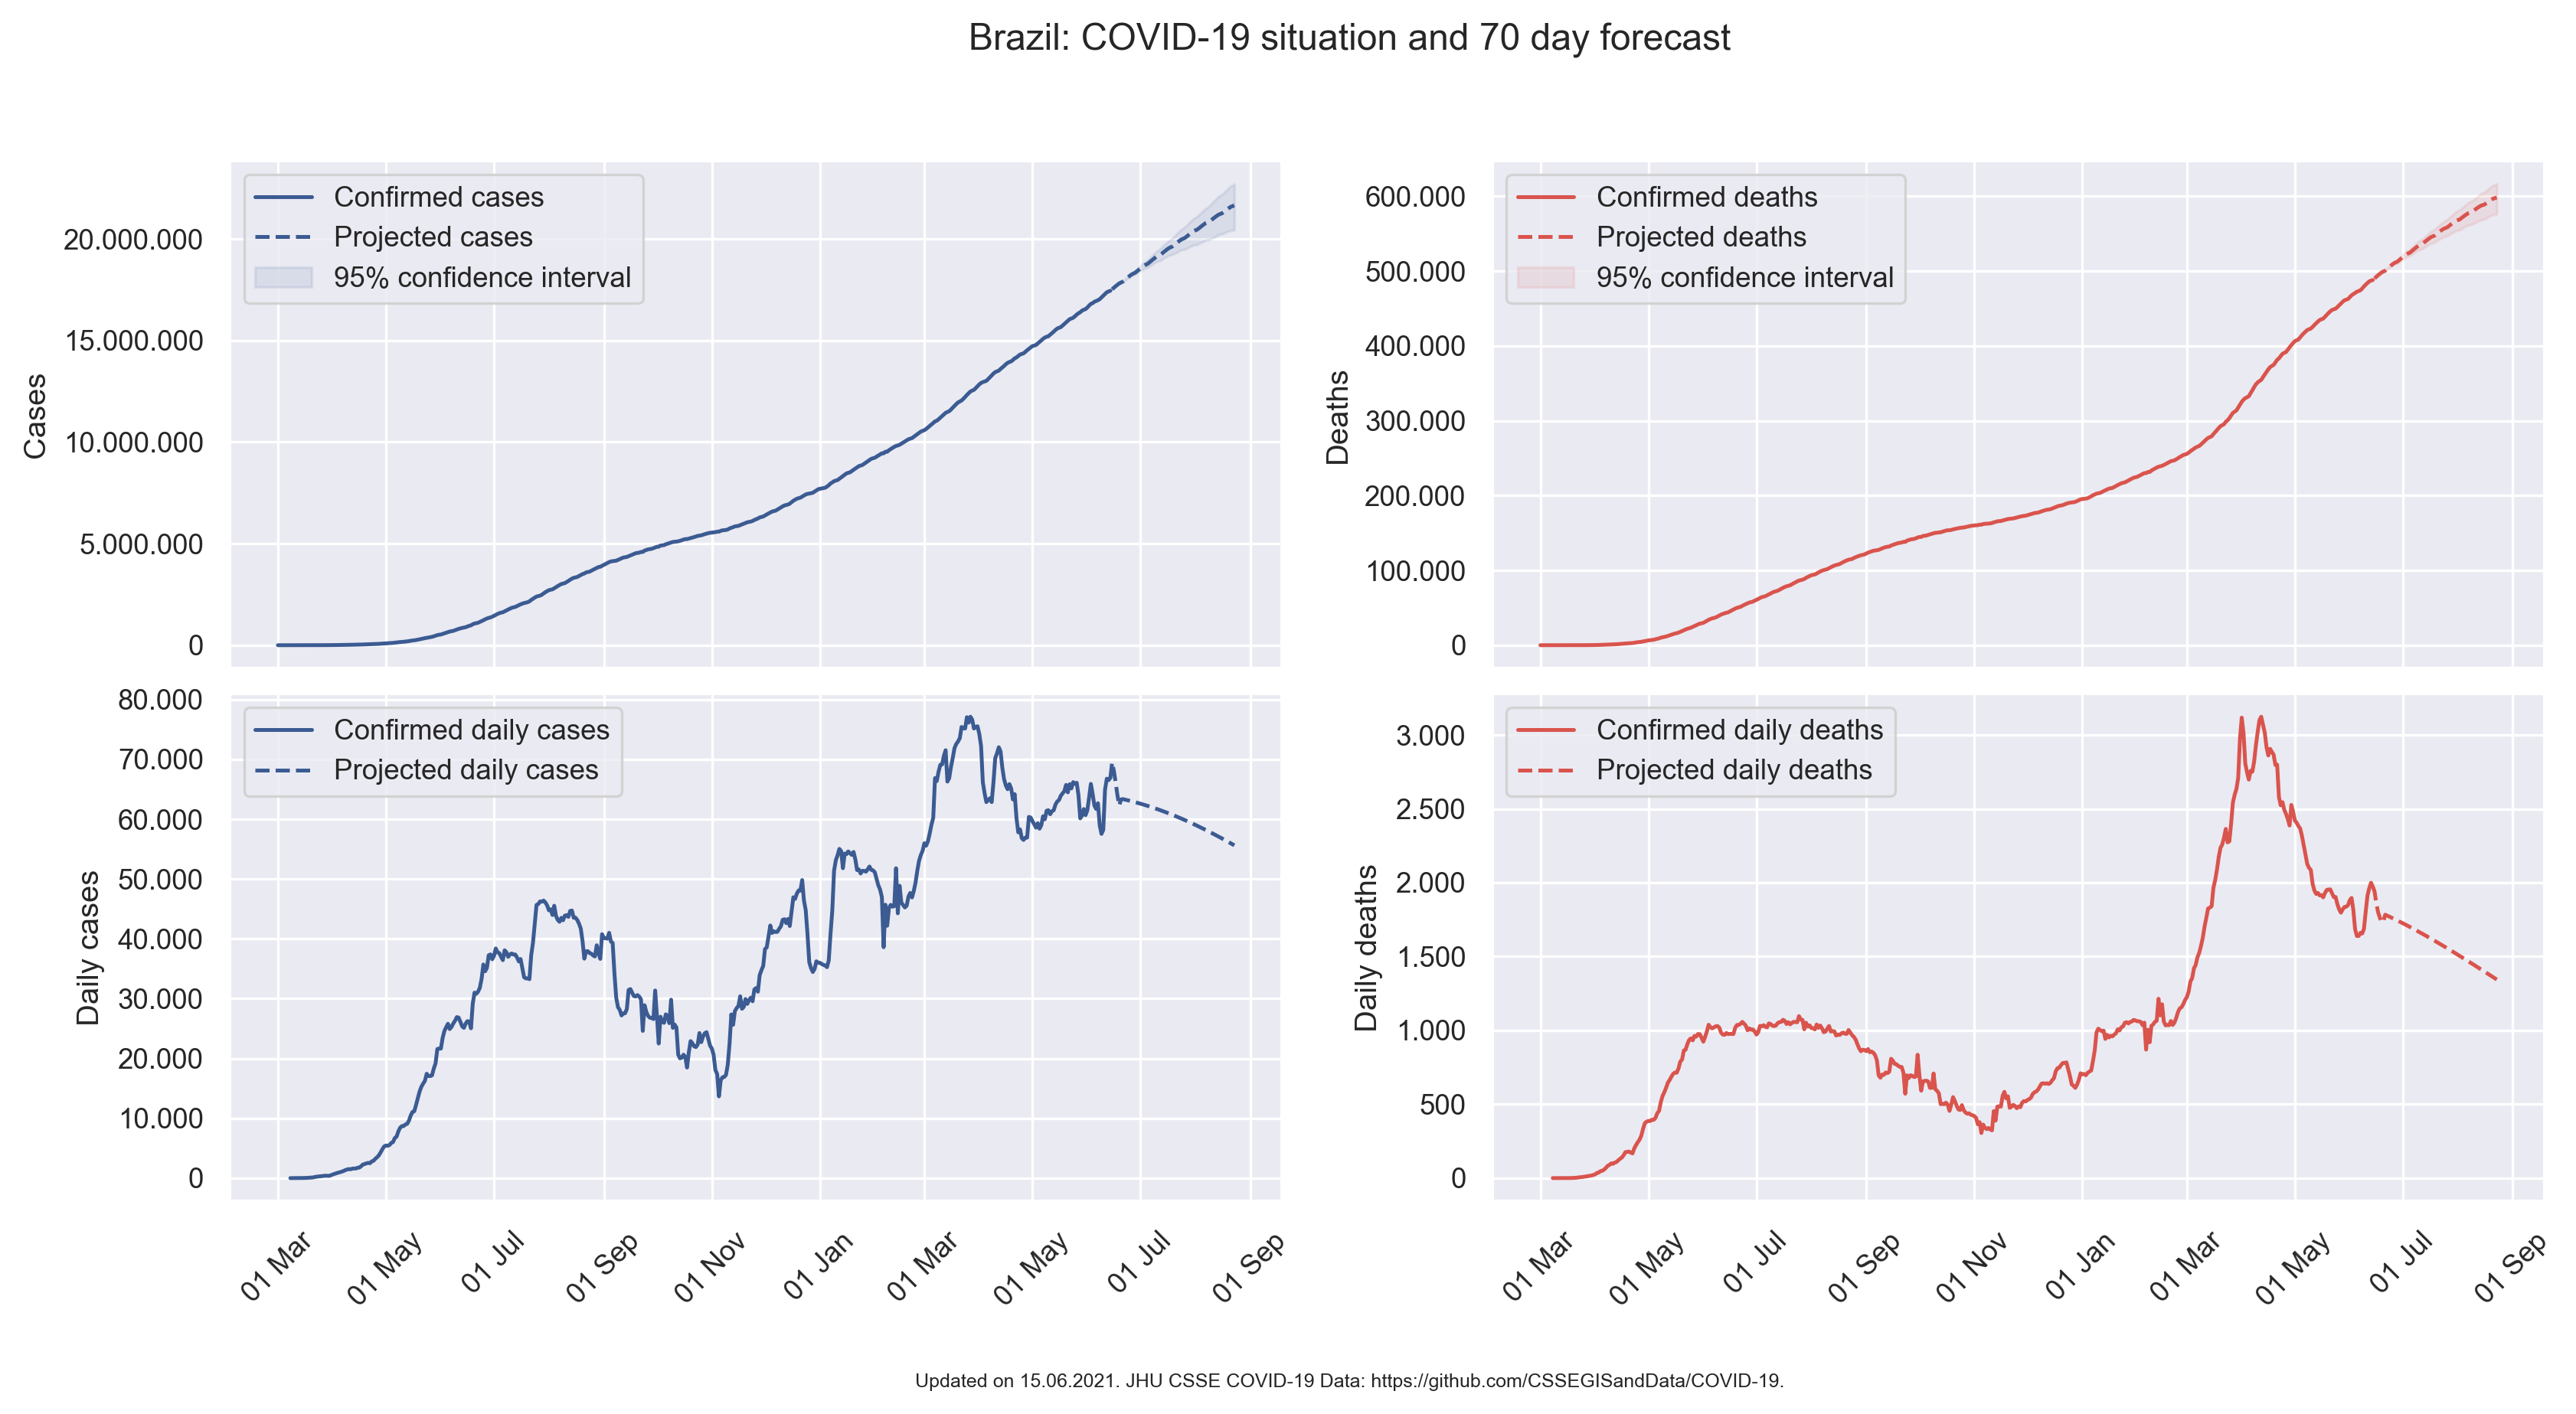 Brazil: COVID-19 situation and 70 day forecast
Confirmed cases
Projected cases
95% confidence interval
Cases
20.000.000
15.000.000
10.000.000
5.000.000
0
Confirmed deaths
Projected deaths
95% confidence interval
Deaths
600.000
500.000
400.000
300.000
200.000
100.000
0
Confirmed daily cases
Projected daily cases
Daily cases
80.000
70.000
60.000
50.000
40.000
30.000
20.000
10.000
0
01 Mar
01 May
01 Jul
01 Sep
01 Nov
01 Jan
01 Mar
01 May
01 Jul
01 Sep
Confirmed daily deaths
Projected daily deaths
Daily deaths
3.000
2.500
2.000
1.500
1.000
500
0
01 Mar
01 May
01 Jul
01 Sep
01 Nov
01 Jan
01 Mar
01 May
01 Jul
01 Sep
Updated on 15.06.2021. JHU CSSE COVID-19 Data: https://github.com/CSSEGISandData/COVID-19.